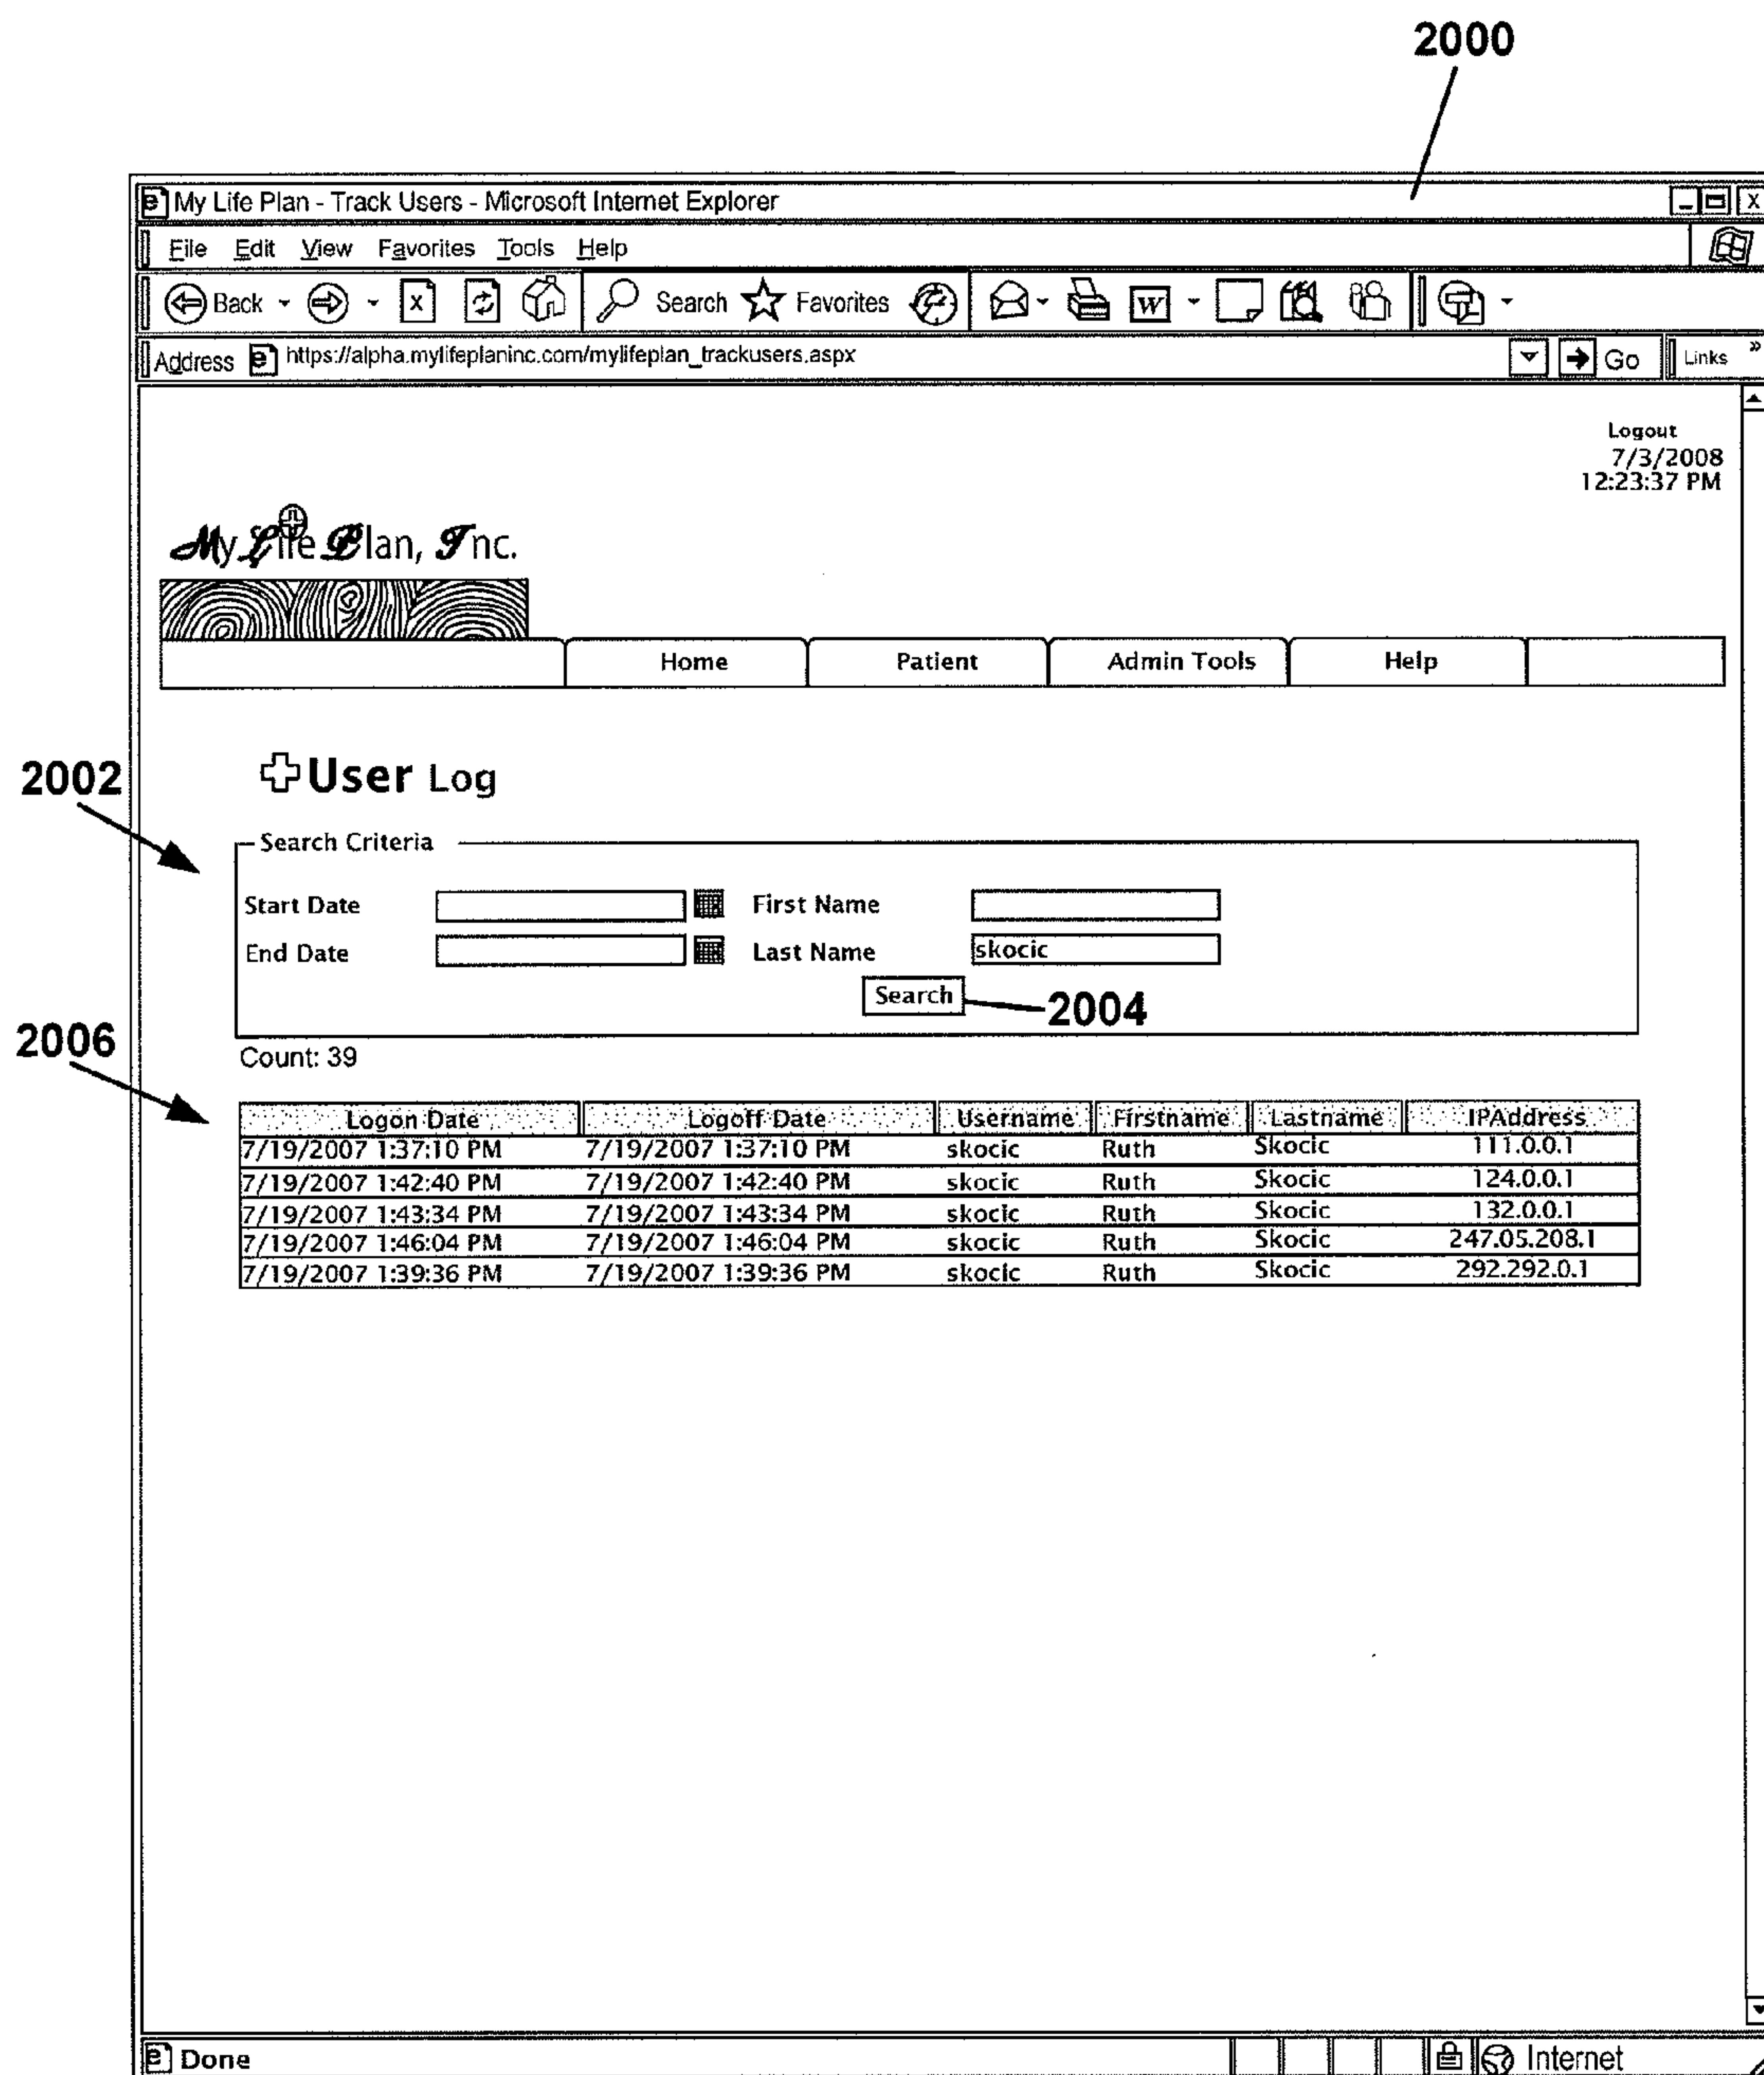 2000
My Life Plan - Track Users - Microsoft Internet Explorer
File Edit View Favorites Tools Help
Back Search Favorites W
Address https://alpha.mylifeplaninc.com/mylifeplan_trackusers.aspx Go Links »
Logout
7/3/2008
12:23:37 PM
My Life Plan, Inc.
Home Patient Admin Tools Help
2002
User Log
Search Criteria
Start Date First Name
End Date Last Name skocic
Search 2004
2006
Count: 39
Logon Date Logoff Date Username Firstname Lastname IPAddress
7/19/2007 1:37:10 PM 7/19/2007 1:37:10 PM skocic Ruth Skocic 111.0.0.1
7/19/2007 1:42:40 PM 7/19/2007 1:42:40 PM skocic Ruth Skocic 124.0.0.1
7/19/2007 1:43:34 PM 7/19/2007 1:43:34 PM skocic Ruth Skocic 132.0.0.1
7/19/2007 1:46:04 PM 7/19/2007 1:46:04 PM skocic Ruth Skocic 247.05.208.1
7/19/2007 1:39:36 PM 7/19/2007 1:39:36 PM skocic Ruth Skocic 292.292.0.1
Done Internet